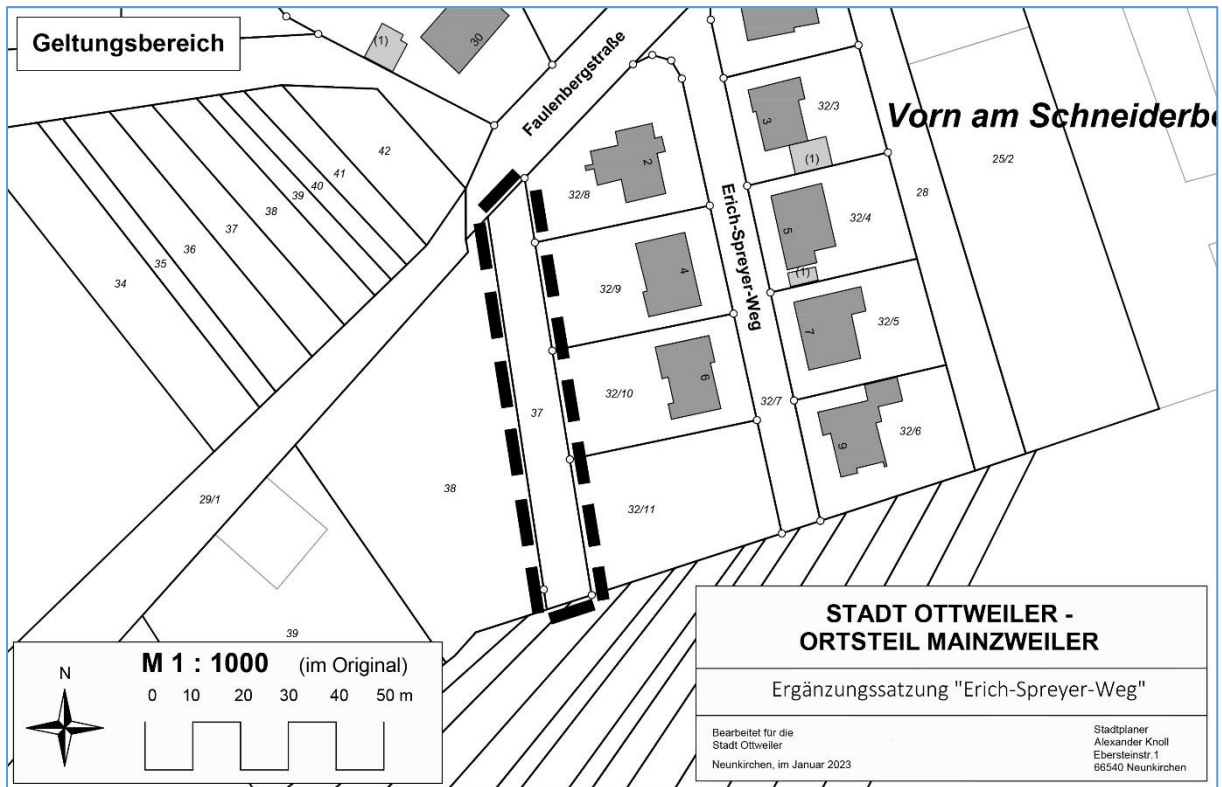 Geltungsbereich
(1)
30
Faulenbergstraße
Vorn am Schneiderb
32/3
3
(1)
25/2
42
41
40
39
38
37
36
35
34
2
32/8
28
Erich-Spreyer-Weg
32/4
5
(1)
4
32/9
32/5
7
6
32/10
32/7
37
32/6
9
38
29/1
32/11
39
N
M 1 : 1000 (im Original)
0 10 20 30 40 50 m
STADT OTTWEILER -
ORTSTEIL MAINZWEILER
Ergänzungssatzung "Erich-Spreyer-Weg"
Bearbeitet für die
Stadt Ottweiler
Neunkirchen, im Januar 2023
Stadtplaner
Alexander Knoll
Ebersteinstr.1
66540 Neunkirchen